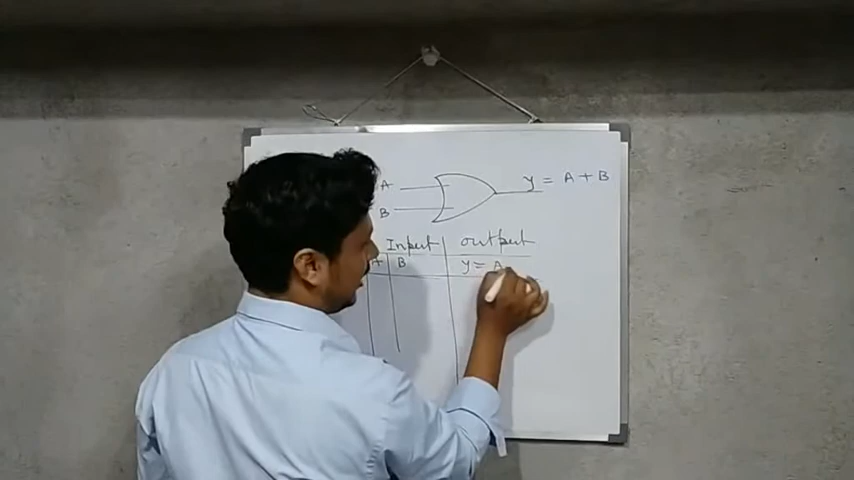 A
y = A + B
B
Input output
A B y = A